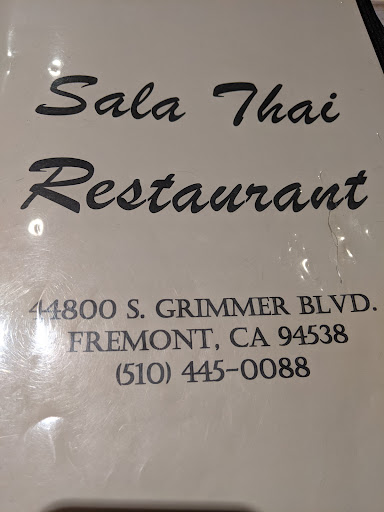 Sala Thai
Restaurant
44800 S. GRIMMER BLVD.
FREMONT, CA 94538
(510) 445-0088